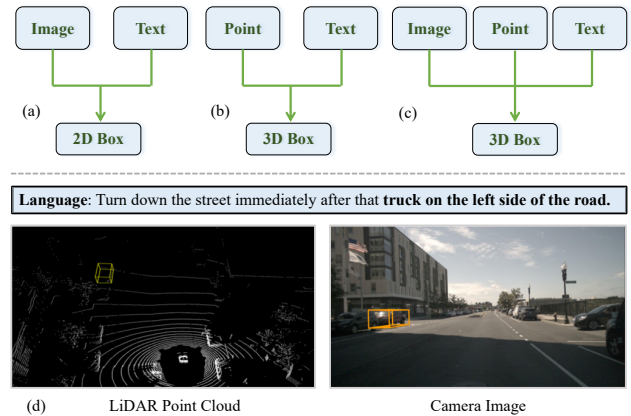 Image Text Point Text Image Point Text
(a) (b) (c)
2D Box 3D Box 3D Box
Language: Turn down the street immediately after that truck on the left side of the road.
(d) LiDAR Point Cloud Camera Image